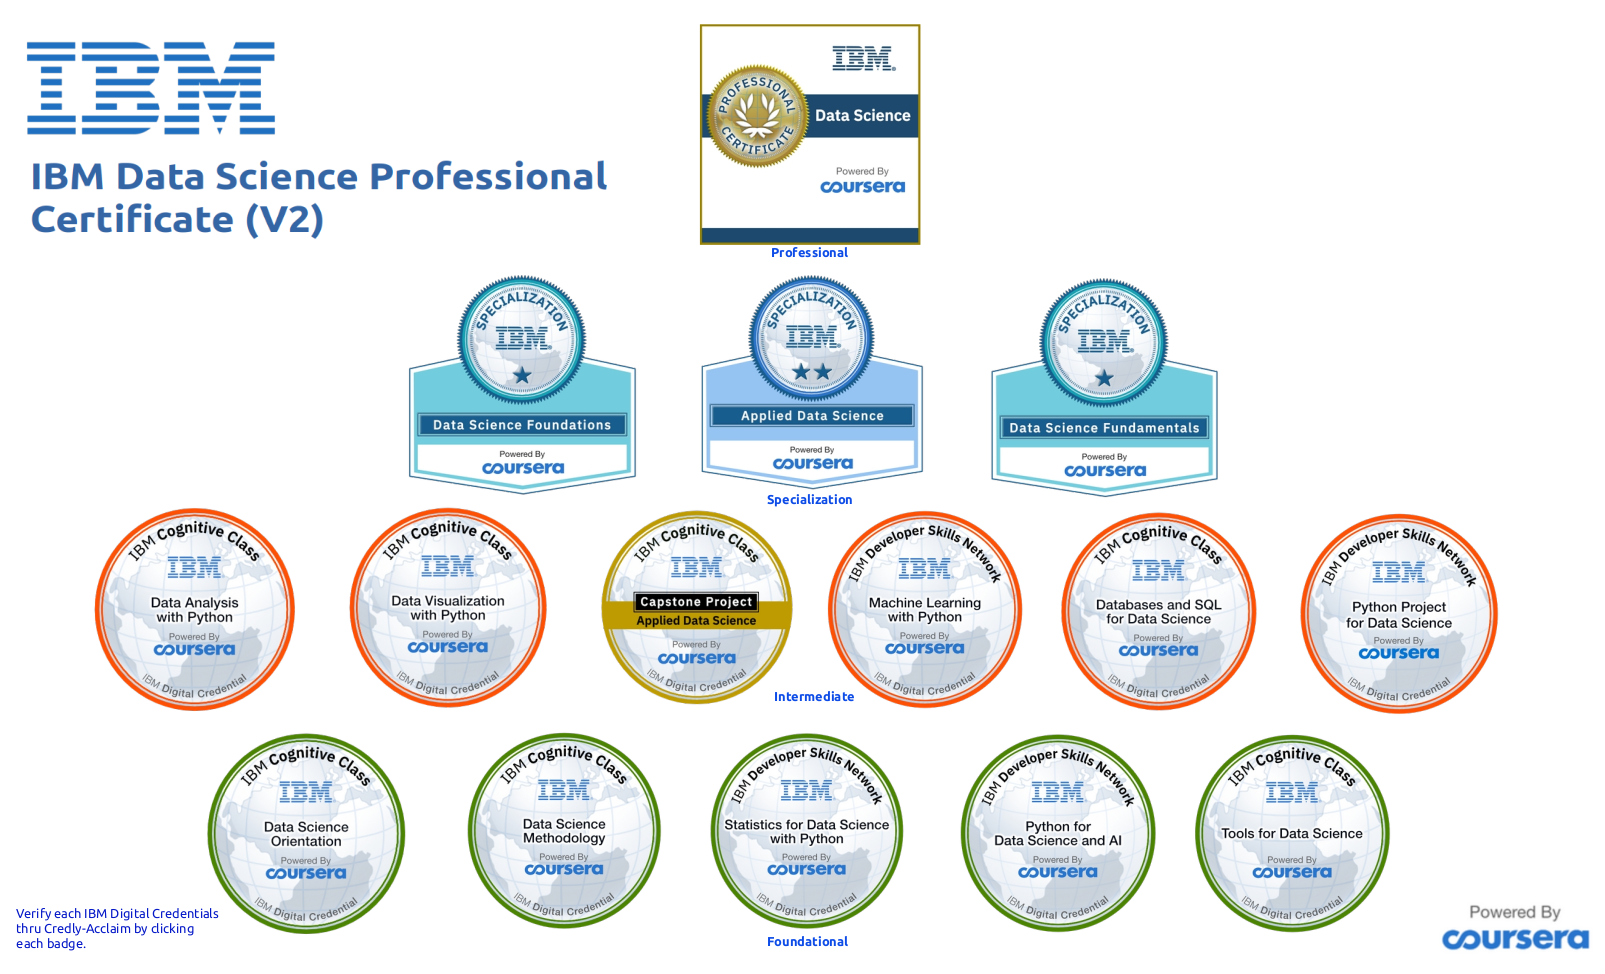 IBM
IBM Data Science Professional
Certificate (V2)
IBM®
PROFESSIONAL
CERTIFICATE
Data Science
Powered By
coursera
Professional
SPECIALIZATION
IBM®
Data Science Foundations
Powered By
coursera
SPECIALIZATION
IBM®
Applied Data Science
Powered By
coursera
SPECIALIZATION
IBM®
Data Science Fundamentals
Powered By
coursera
Specialization
IBM Cognitive Class
IBM
Data Analysis
with Python
Powered By
coursera
IBM Digital Credential
IBM Cognitive Class
IBM
Data Visualization
with Python
Powered By
coursera
IBM Digital Credential
IBM Cognitive Class
IBM
Capstone Project
Applied Data Science
Powered By
coursera
IBM Digital Credential
IBM Developer Skills Network
IBM
Machine Learning
with Python
Powered By
coursera
IBM Digital Credential
IBM Cognitive Class
IBM
Databases and SQL
for Data Science
Powered By
coursera
IBM Digital Credential
IBM Developer Skills Network
IBM
Python Project
for Data Science
Powered By
coursera
IBM Digital Credential
Intermediate
IBM Cognitive Class
IBM
Data Science
Orientation
Powered By
coursera
IBM Digital Credential
IBM Cognitive Class
IBM
Data Science
Methodology
Powered By
coursera
IBM Digital Credential
IBM Developer Skills Network
IBM
Statistics for Data Science
with Python
Powered By
coursera
IBM Digital Credential
IBM Developer Skills Network
IBM
Python for
Data Science and AI
Powered By
coursera
IBM Digital Credential
IBM Cognitive Class
IBM
Tools for Data Science
Powered By
coursera
IBM Digital Credential
Foundational
Verify each IBM Digital Credentials
thru Credly-Acclaim by clicking
each badge.
Powered By
coursera